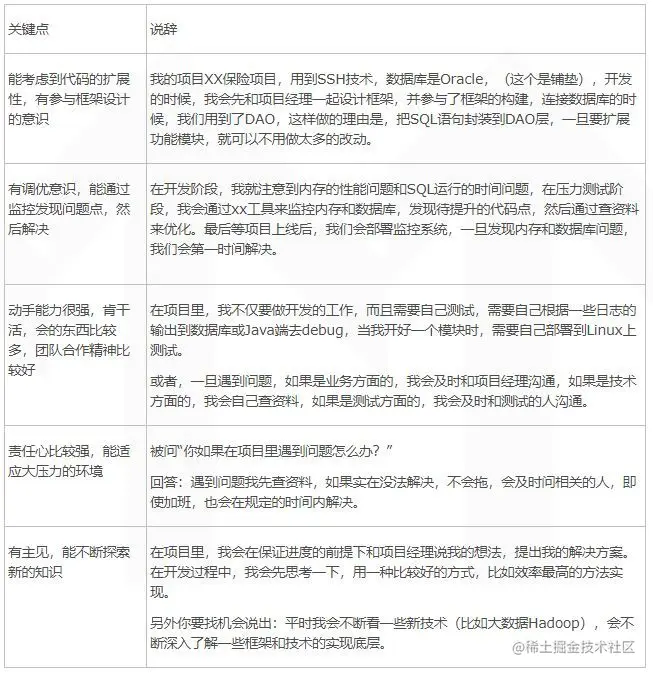 关键点
说辞
能考虑到代码的扩展
性，有参与框架设计
的意识
我的项目XX保险项目，用到SSH技术，数据库是Oracle，（这个是铺垫），开发
的时候，我会先和项目经理一起设计框架，并参与了框架的构建，连接数据库的时
候，我们用到了DAO，这样做的理由是，把SQL语句封装到DAO层，一旦要扩展
功能模块，就可以不用做太多的改动。
有调优意识，能通过
监控发现问题点，然
后解决
在开发阶段，我就注意到内存的性能问题和SQL运行的时间问题，在压力测试阶
段，我会通过xx工具来监控内存和数据库，发现待提升的代码点，然后通过查资料
来优化。最后等项目上线后，我们会部署监控系统，一旦发现内存和数据库问题，
我们会第一时间解决。
动手能力很强，肯干
活，会的东西比较
多，团队合作精神比
较好
在项目里，我不仅要做开发的工作，而且需要自己测试，需要自己根据一些日志的
输出到数据库或Java端去debug，当我开好一个模块时，需要自己部署到Linux上
测试。
或者，一旦遇到问题，如果是业务方面的，我会及时和项目经理沟通，如果是技术
方面的，我会自己查资料，如果是测试方面的，我会及时和测试的人沟通。
责任心比较强，能适
应大压力的环境
被问“你如果在项目里遇到问题怎么办？”
回答：遇到问题我先查资料，如果实在没法解决，不会拖，会及时问相关的人，即
使加班，也会在规定的时间内解决。
有主见，能不断探索
新的知识
在项目里，我会在保证进度的前提下和项目经理说我的想法，提出我的解决方案。
在开发过程中，我会先思考一下，用一种比较好的方式，比如效率最高的方法实
现。
另外你要找机会说出：平时我会不断看一些新技术（比如大数据Hadoop），会不
断深入了解一些框架和技术的实现底层。
@稀土掘金技术社区